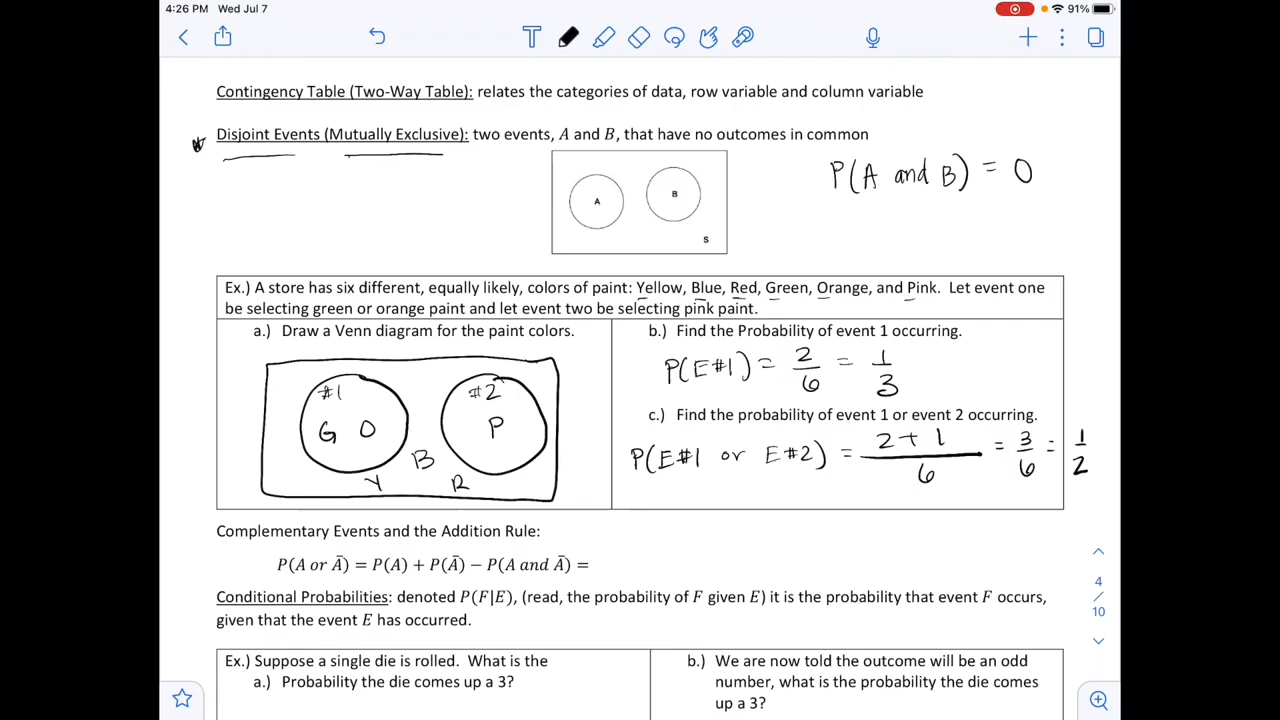 4:26 PM Wed Jul 7
91%
Contingency Table (Two-Way Table): relates the categories of data, row variable and column variable
Disjoint Events (Mutually Exclusive): two events, A and B, that have no outcomes in common
A
B
S
P(A and B) = 0
Ex.) A store has six different, equally likely, colors of paint: Yellow, Blue, Red, Green, Orange, and Pink. Let event one
be selecting green or orange paint and let event two be selecting pink paint.
a.) Draw a Venn diagram for the paint colors.
#1
#2
G O
P
B
Y
R
b.) Find the Probability of event 1 occurring.
P(E#1) = 2/6 = 1/3
c.) Find the probability of event 1 or event 2 occurring.
P(E#1 or E#2) = 2+1/6 = 3/6 = 1/2
Complementary Events and the Addition Rule:
P(A or Ā) = P(A) + P(Ā) − P(A and Ā) =
Conditional Probabilities: denoted P(F|E), (read, the probability of F given E) it is the probability that event F occurs,
given that the event E has occurred.
4
/
10
Ex.) Suppose a single die is rolled. What is the
a.) Probability the die comes up a 3?
b.) We are now told the outcome will be an odd
number, what is the probability the die comes
up a 3?